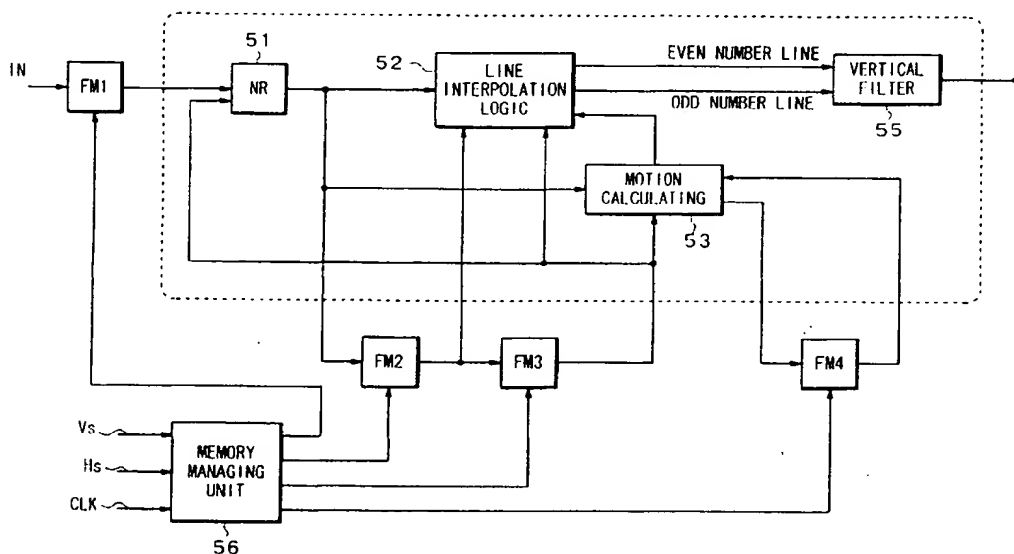 51
IN
FM1
NR
52
LINE
INTERPOLATION
LOGIC
EVEN NUMBER LINE
ODD NUMBER LINE
VERTICAL
FILTER
55
MOTION
CALCULATING
53
FM2
FM3
FM4
Vs
Hs
CLK
MEMORY
MANAGING
UNIT
56